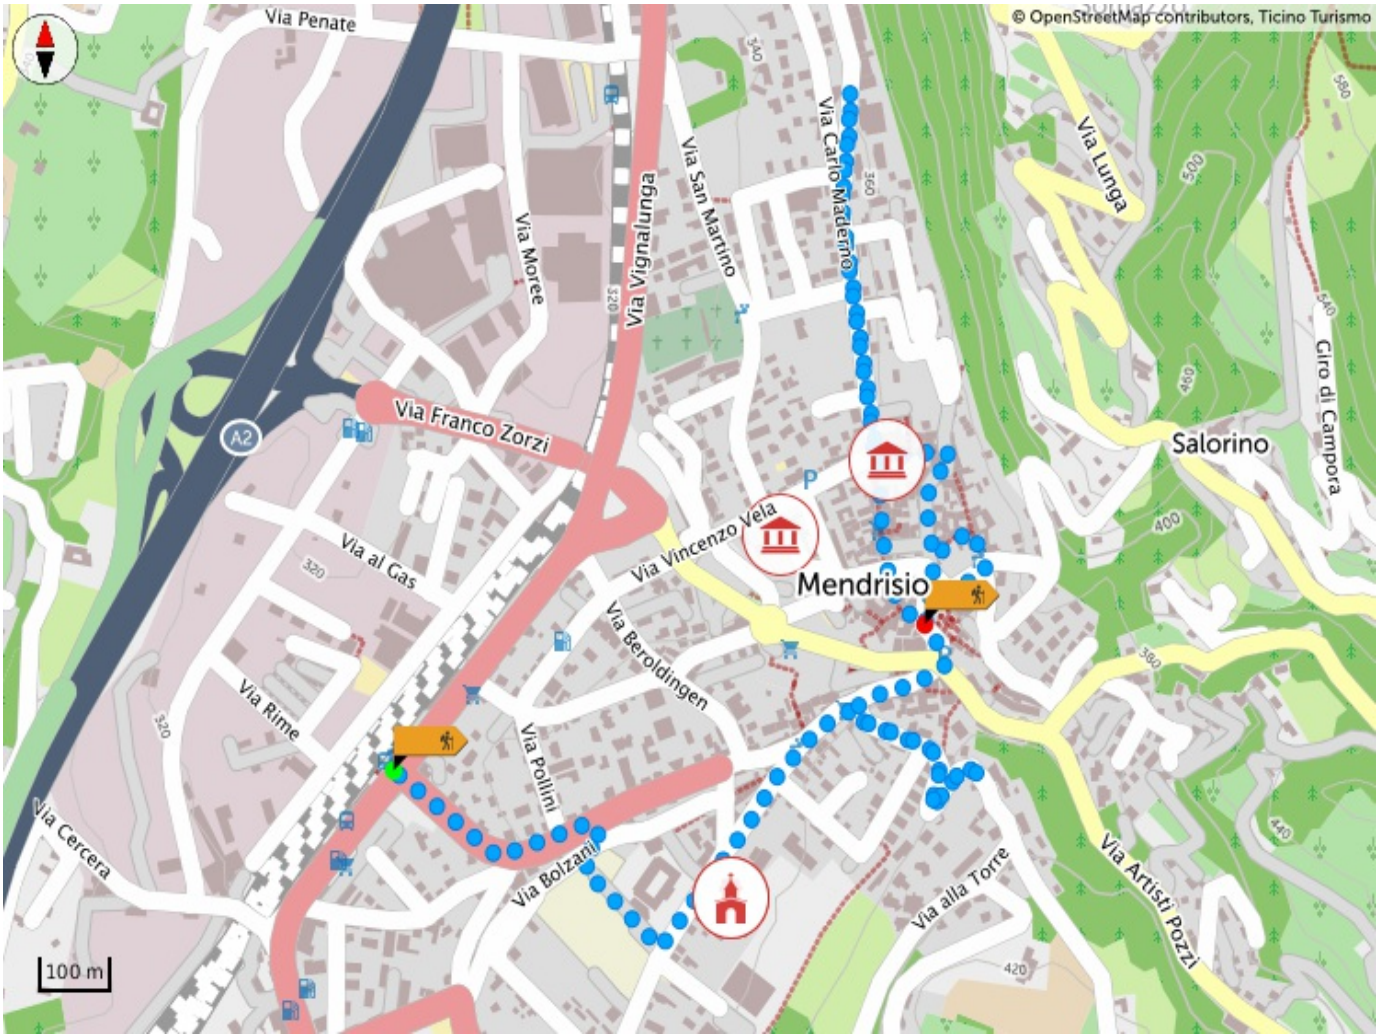 © OpenStreetMap contributors, Ticino Turismo
Via Penate
340
580
Via Carlo Maderno
Via Lunga
Via San Martino
500
360
Via Vignalunga
Via Moree
320
540
Giro di Campora
460
Via Franco Zorzi
A2
Salorino
P
Via Vincenzo Vela
400
Via al Gas
320
Mendrisio
Via Beroldingen
380
Via Rime
320
Via Pollini
Via Cercera
Via Bolzani
440
Via alla Torre
Via Artisti Pozzi
100 m
420